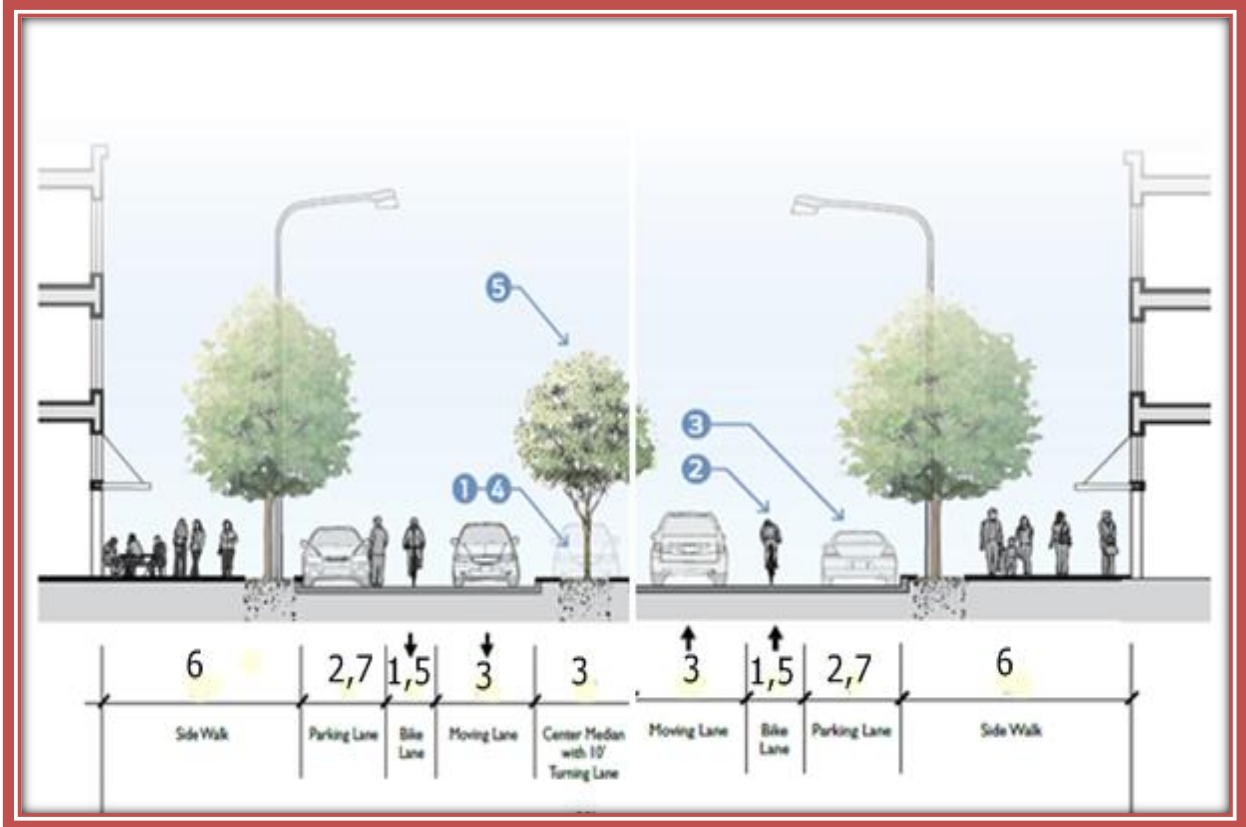 5
3
2
1 4
6
2,7
1,5
3
3
3
1,5
2,7
6
Side Walk
Parking Lane
Bike
Lane
Moving Lane
Center Median
with 10'
Turning Lane
Moving Lane
Bike
Lane
Parking Lane
Side Walk